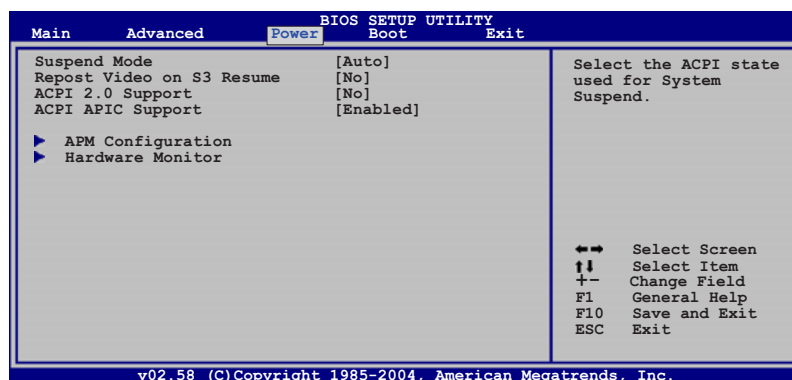 BIOS SETUP UTILITY
Main Advanced Power Boot Exit
Suspend Mode [Auto]
Repost Video on S3 Resume [No]
ACPI 2.0 Support [No]
ACPI APIC Support [Enabled]
APM Configuration
Hardware Monitor
Select the ACPI state
used for System
Suspend.
←→ Select Screen
↑↓ Select Item
+- Change Field
F1 General Help
F10 Save and Exit
ESC Exit
v02.58 (C)Copyright 1985-2004, American Megatrends, Inc.